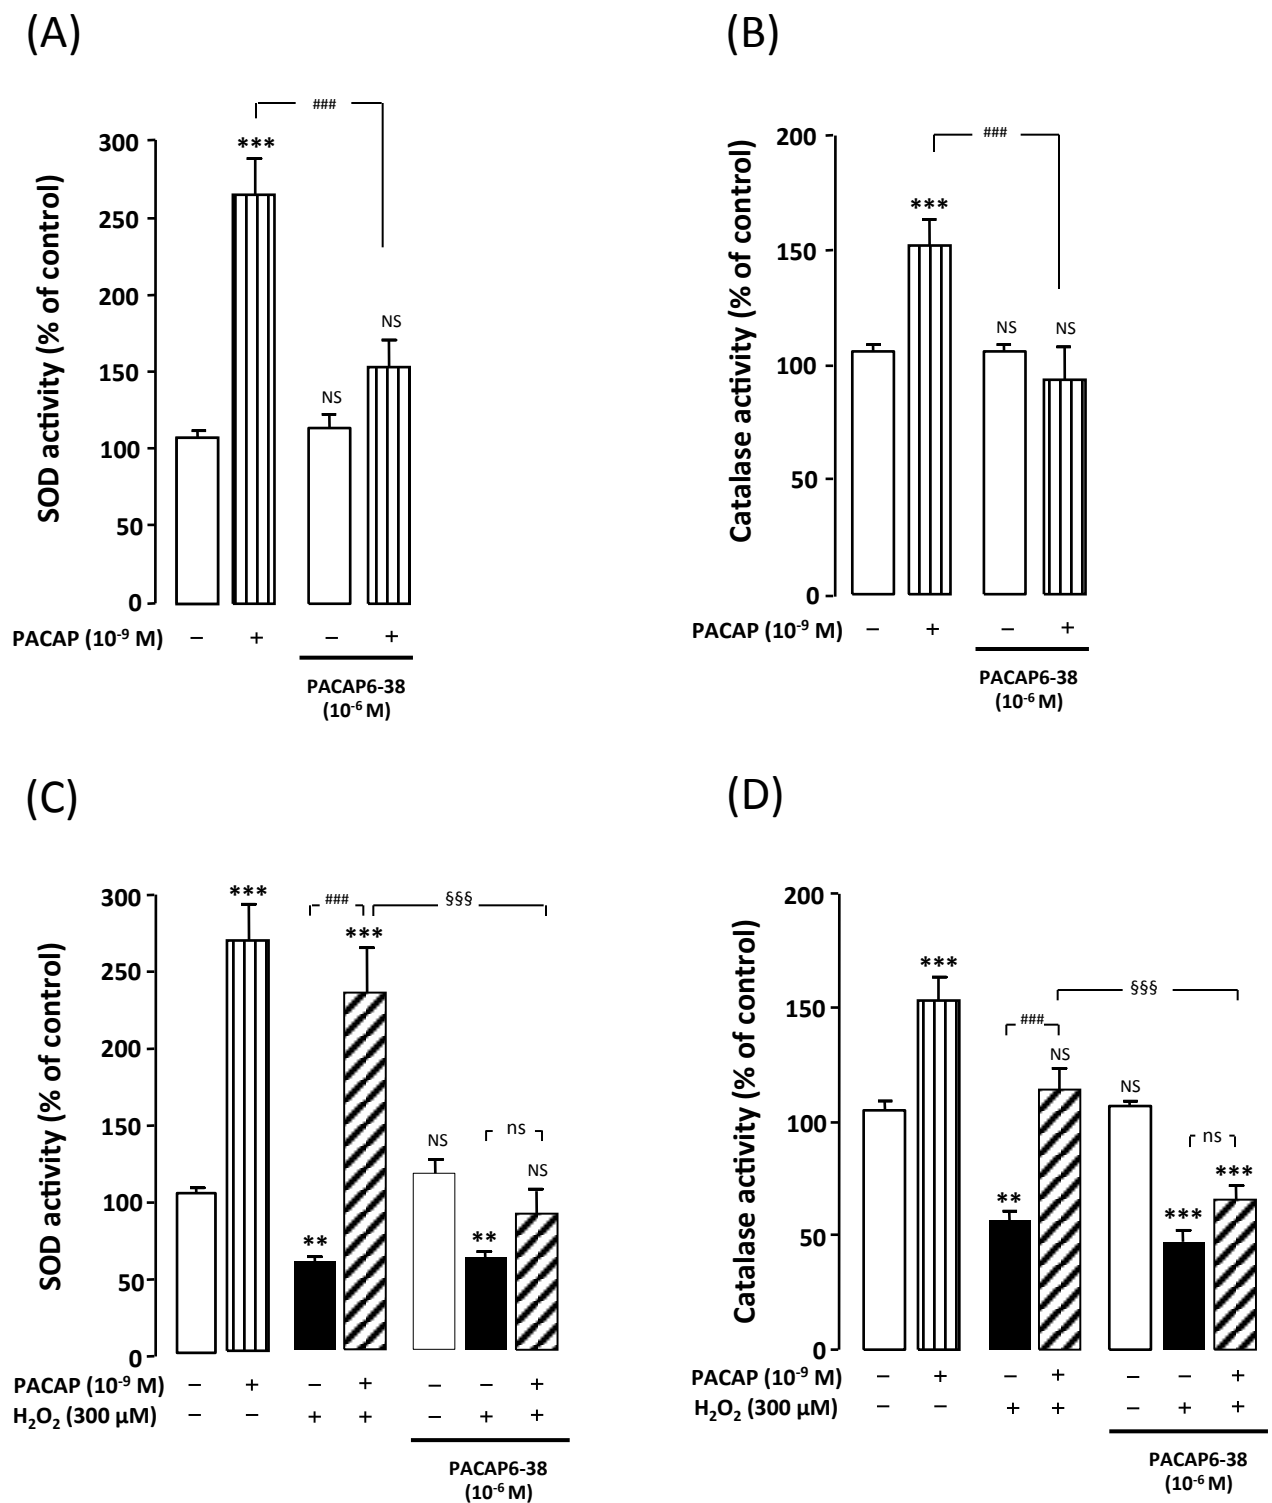 (A)
SOD activity (% of control)
300
250
200
150
100
50
0
###
***
NS
NS
PACAP (10⁻⁹ M) – + – +
PACAP6-38
(10⁻⁶ M)
(B)
Catalase activity (% of control)
200
150
100
50
0
###
***
NS NS
PACAP (10⁻⁹ M) – + – +
PACAP6-38
(10⁻⁶ M)
(C)
SOD activity (% of control)
300
250
200
150
100
50
0
***
### §§§
***
ns
NS
NS
** **
PACAP (10⁻⁹ M) – + – + – – +
H₂O₂ (300 µM) – – + + – + +
PACAP6-38
(10⁻⁶ M)
(D)
Catalase activity (% of control)
200
150
100
50
0
***
§§§
###
NS
NS
ns
***
**
***
PACAP (10⁻⁹ M) – + – + – – +
H₂O₂ (300 µM) – – + + – + +
PACAP6-38
(10⁻⁶ M)